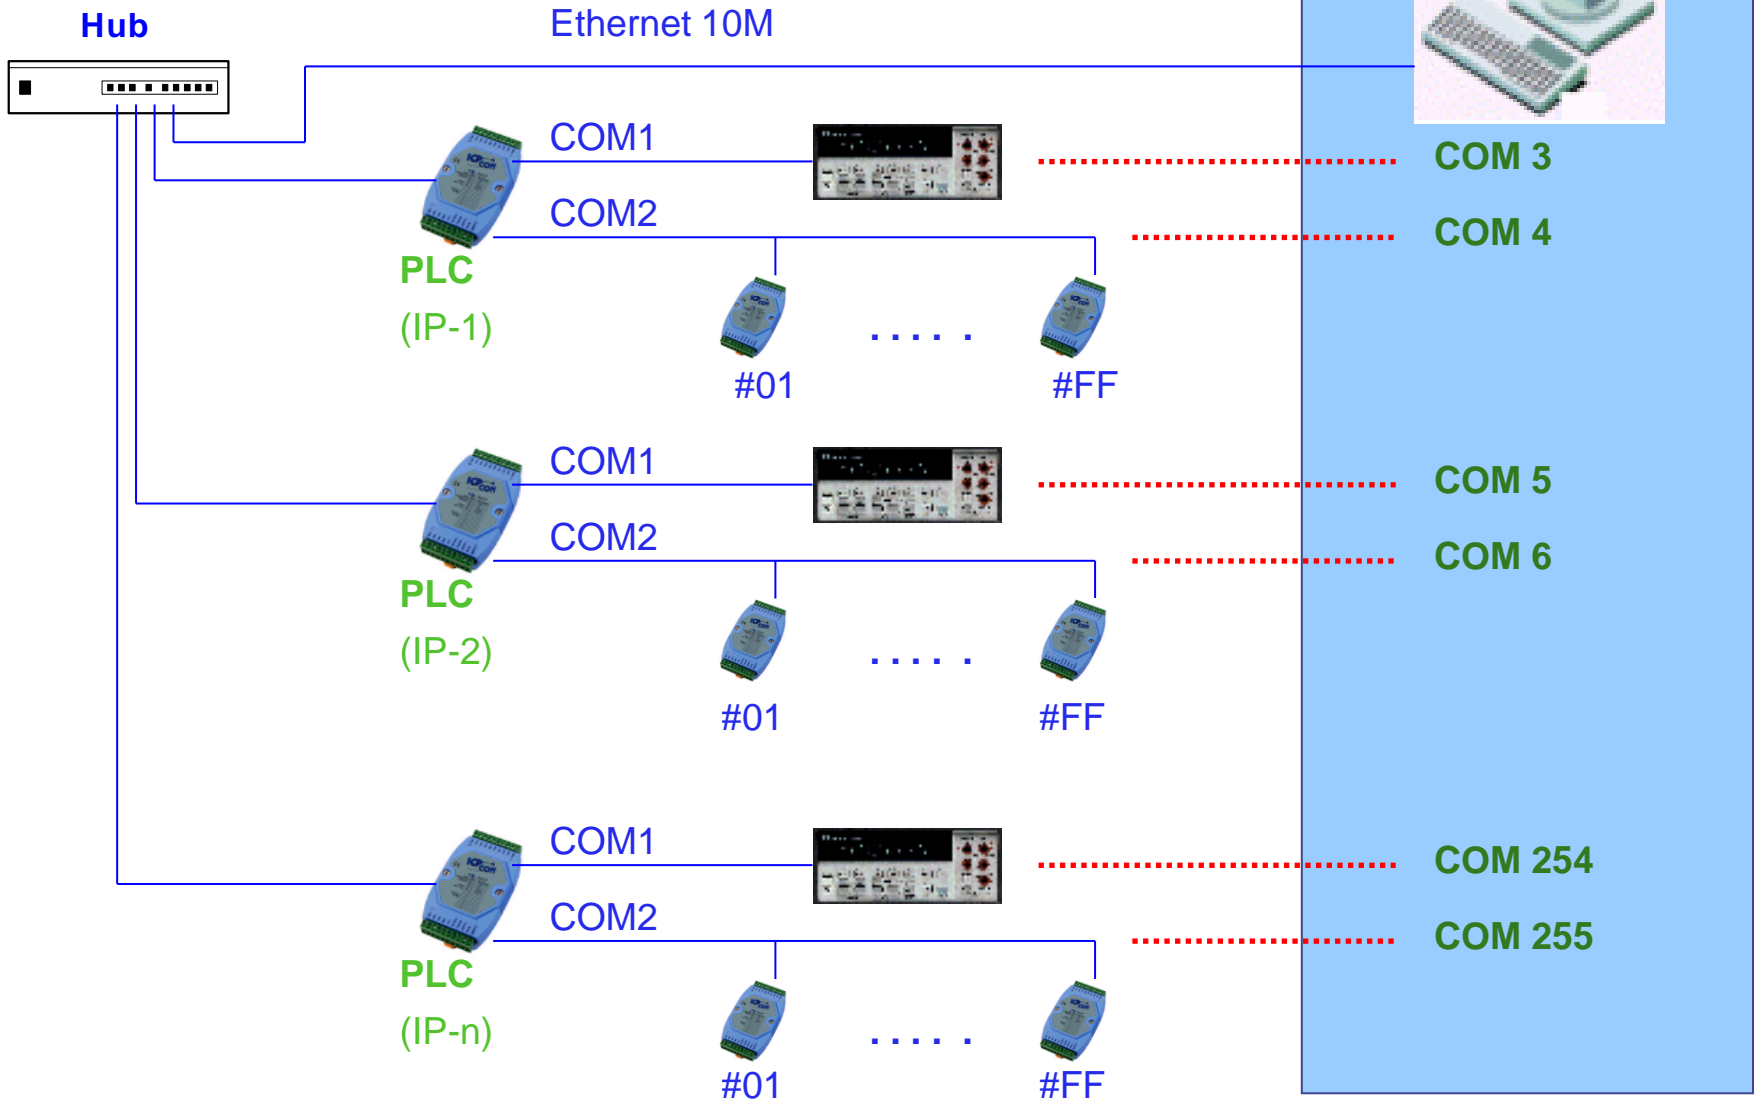 Hub
Ethernet 10M
COM1
COM 3
COM2
COM 4
PLC
(IP-1)
. . . . .
#01
#FF
COM1
COM 5
COM2
COM 6
PLC
(IP-2)
. . . . .
#01
#FF
COM1
COM 254
COM2
COM 255
PLC
(IP-n)
. . . . .
#01
#FF